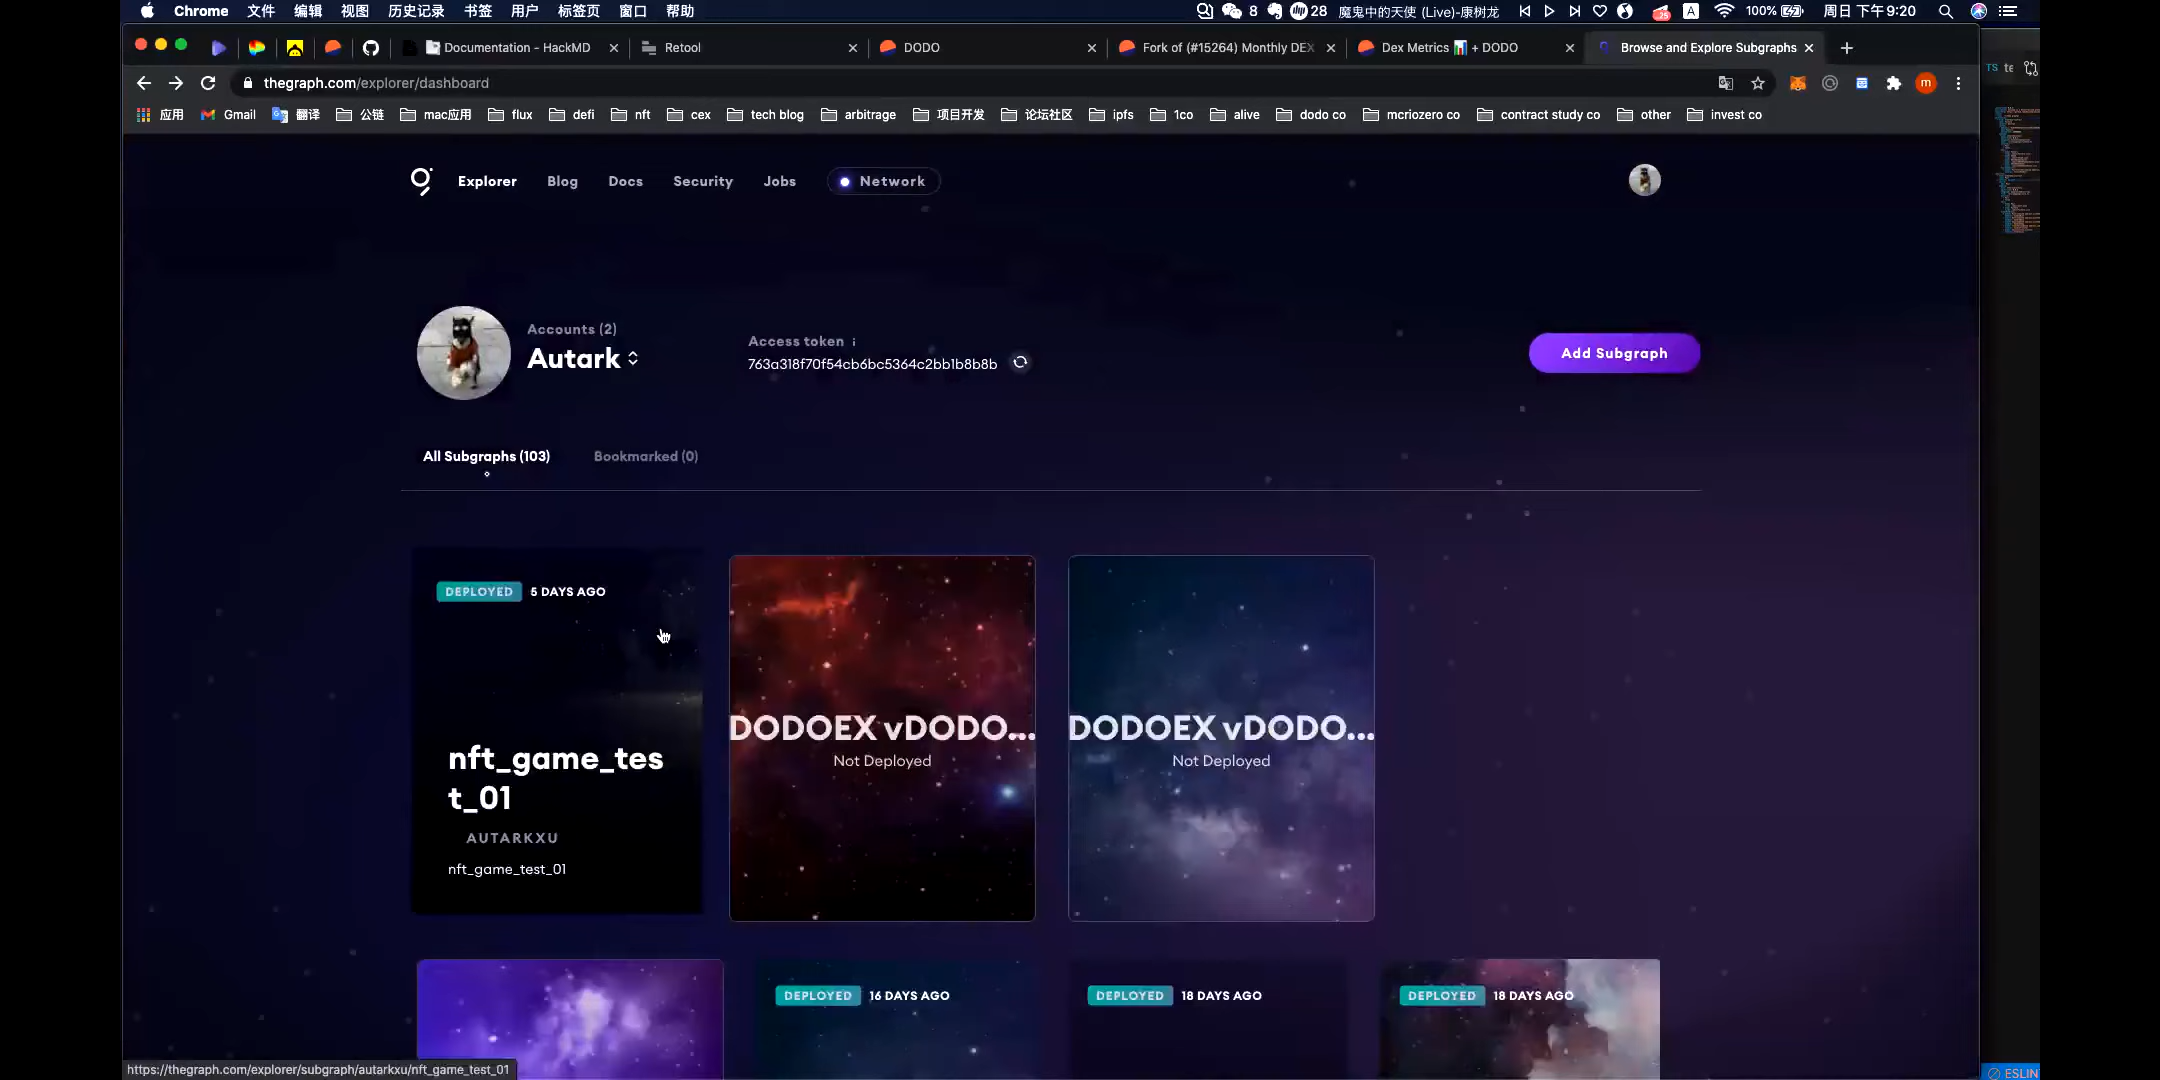 Chrome 文件 编辑 视图 历史记录 书签 用户 标签页 窗口 帮助 8 28 魔鬼中的天使 (Live)-康树龙 A 100% 周日 下午9:20
Documentation - HackMD Retool DODO Fork of (#15264) Monthly DEX Dex Metrics 📊 + DODO Browse and Explore Subgraphs
TS te
thegraph.com/explorer/dashboard m
应用 Gmail 翻译 公链 mac应用 flux defi nft cex tech blog arbitrage 项目开发 论坛社区 ipfs 1co alive dodo co mcriozero co contract study co other invest co
Explorer Blog Docs Security Jobs Network
Accounts (2)
Autark
Access token i
763a318f70f54cb6bc5364c2bb1b8b8b
Add Subgraph
All Subgraphs (103) Bookmarked (0)
DEPLOYED 5 DAYS AGO
nft_game_tes
t_01
AUTARKXU
nft_game_test_01
DODOEX vDODO...
Not Deployed
DODOEX vDODO...
Not Deployed
DEPLOYED 16 DAYS AGO
DEPLOYED 18 DAYS AGO
DEPLOYED 18 DAYS AGO
https://thegraph.com/explorer/subgraph/autarkxu/nft_game_test_01
ESLIN